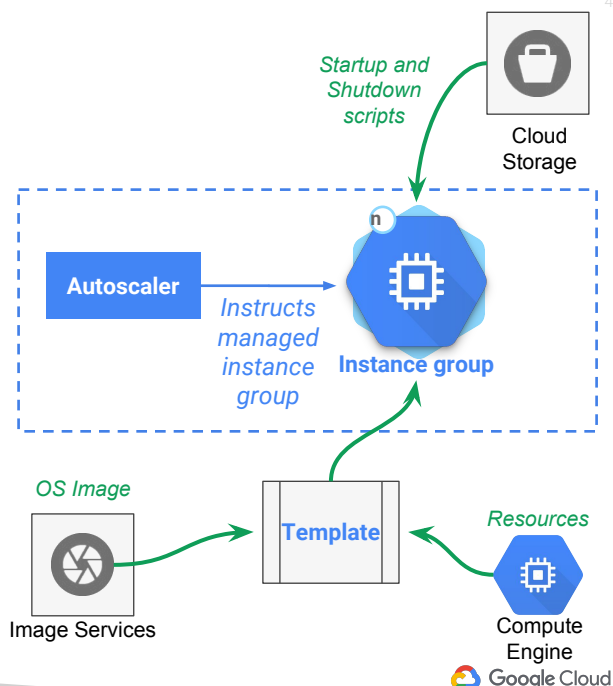 4
Startup and
Shutdown
scripts
Cloud
Storage
n
Autoscaler
Instructs
managed
instance
group
Instance group
OS Image
Template
Resources
Image Services
Compute
Engine
Google Cloud